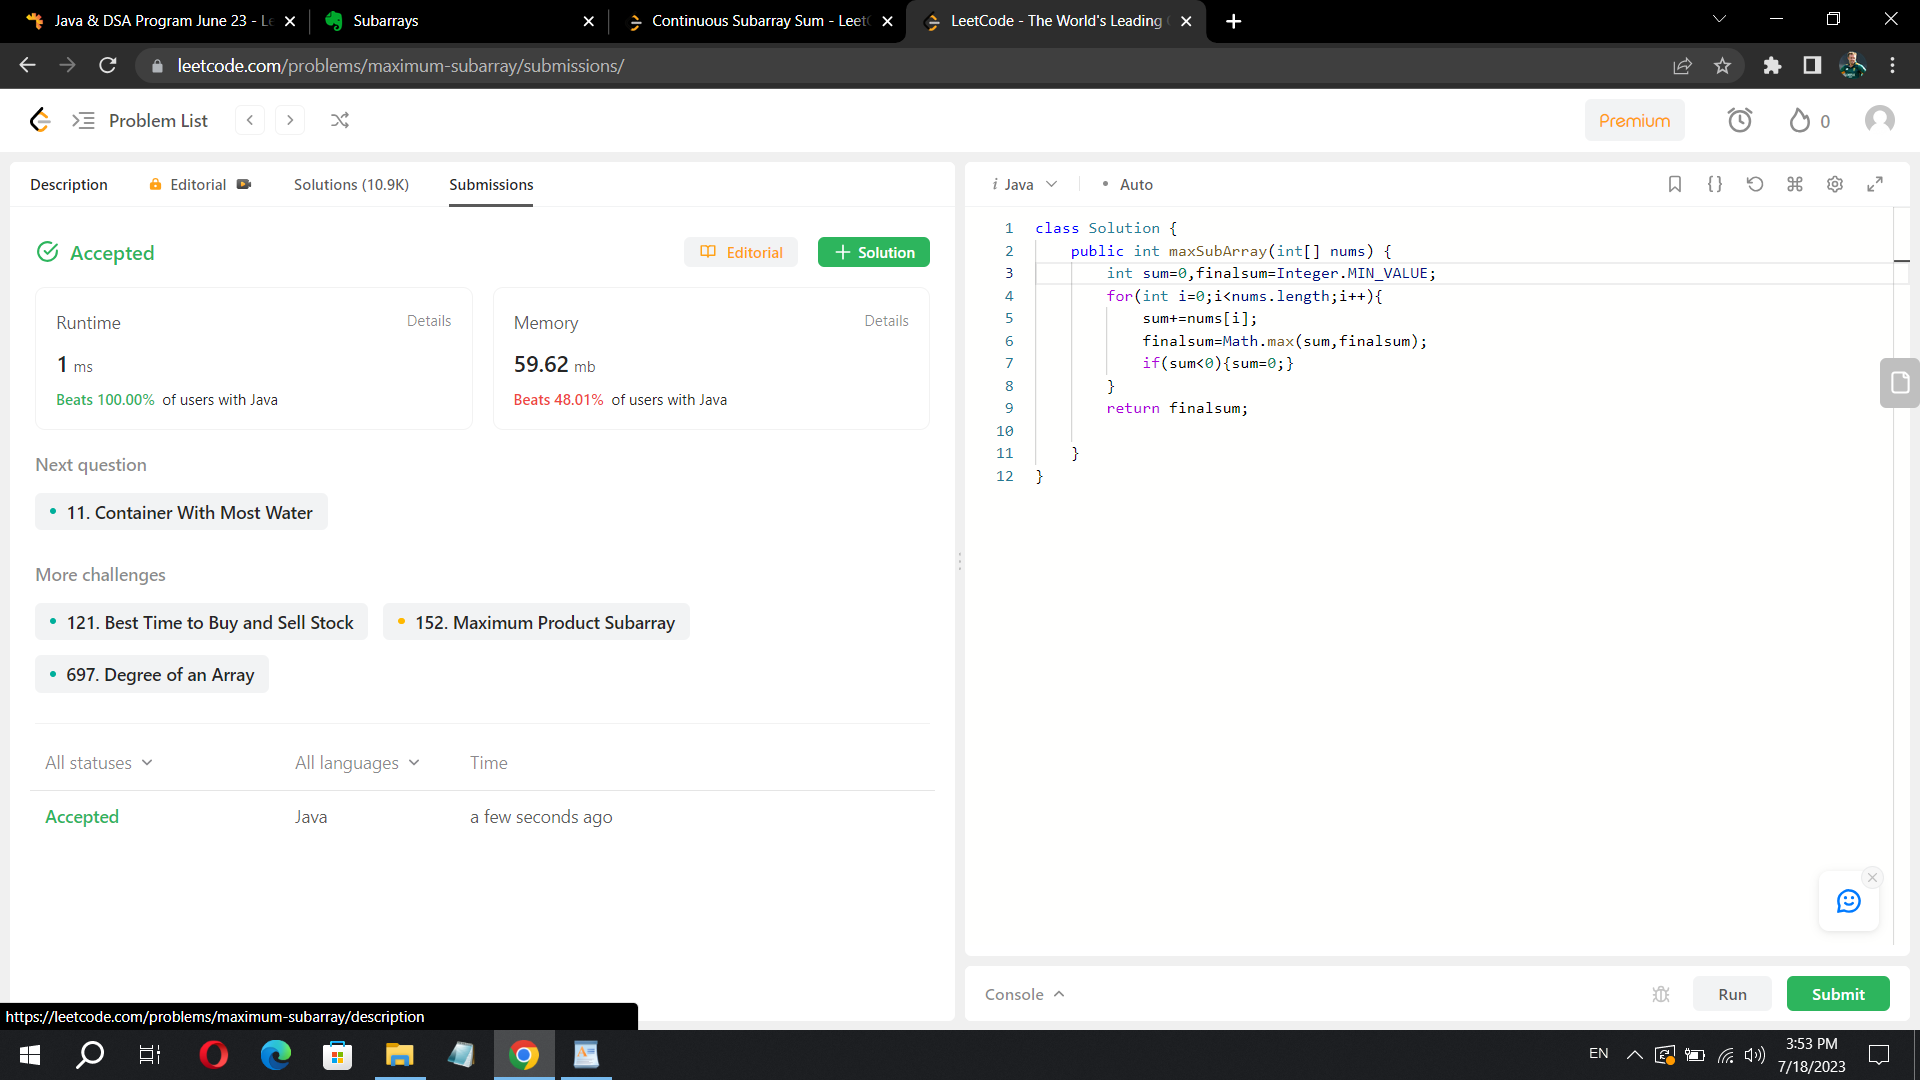 Java & DSA Program June 23 - Le
Subarrays
Continuous Subarray Sum - LeetC
LeetCode - The World's Leading
leetcode.com/problems/maximum-subarray/submissions/
Problem List
Premium
0
Description
Editorial
Solutions (10.9K)
Submissions
Accepted
Editorial
Solution
Runtime
Details
1 ms
Beats 100.00% of users with Java
Memory
Details
59.62 mb
Beats 48.01% of users with Java
Next question
11. Container With Most Water
More challenges
121. Best Time to Buy and Sell Stock
152. Maximum Product Subarray
697. Degree of an Array
All statuses
All languages
Time
Accepted
Java
a few seconds ago
https://leetcode.com/problems/maximum-subarray/description
i Java
• Auto
1 class Solution {
2 public int maxSubArray(int[] nums) {
3 int sum=0,finalsum=Integer.MIN_VALUE;
4 for(int i=0;i<nums.length;i++){
5 sum+=nums[i];
6 finalsum=Math.max(sum,finalsum);
7 if(sum<0){sum=0;}
8 }
9 return finalsum;
10
11 }
12 }
Console
Run
Submit
EN
3:53 PM
7/18/2023